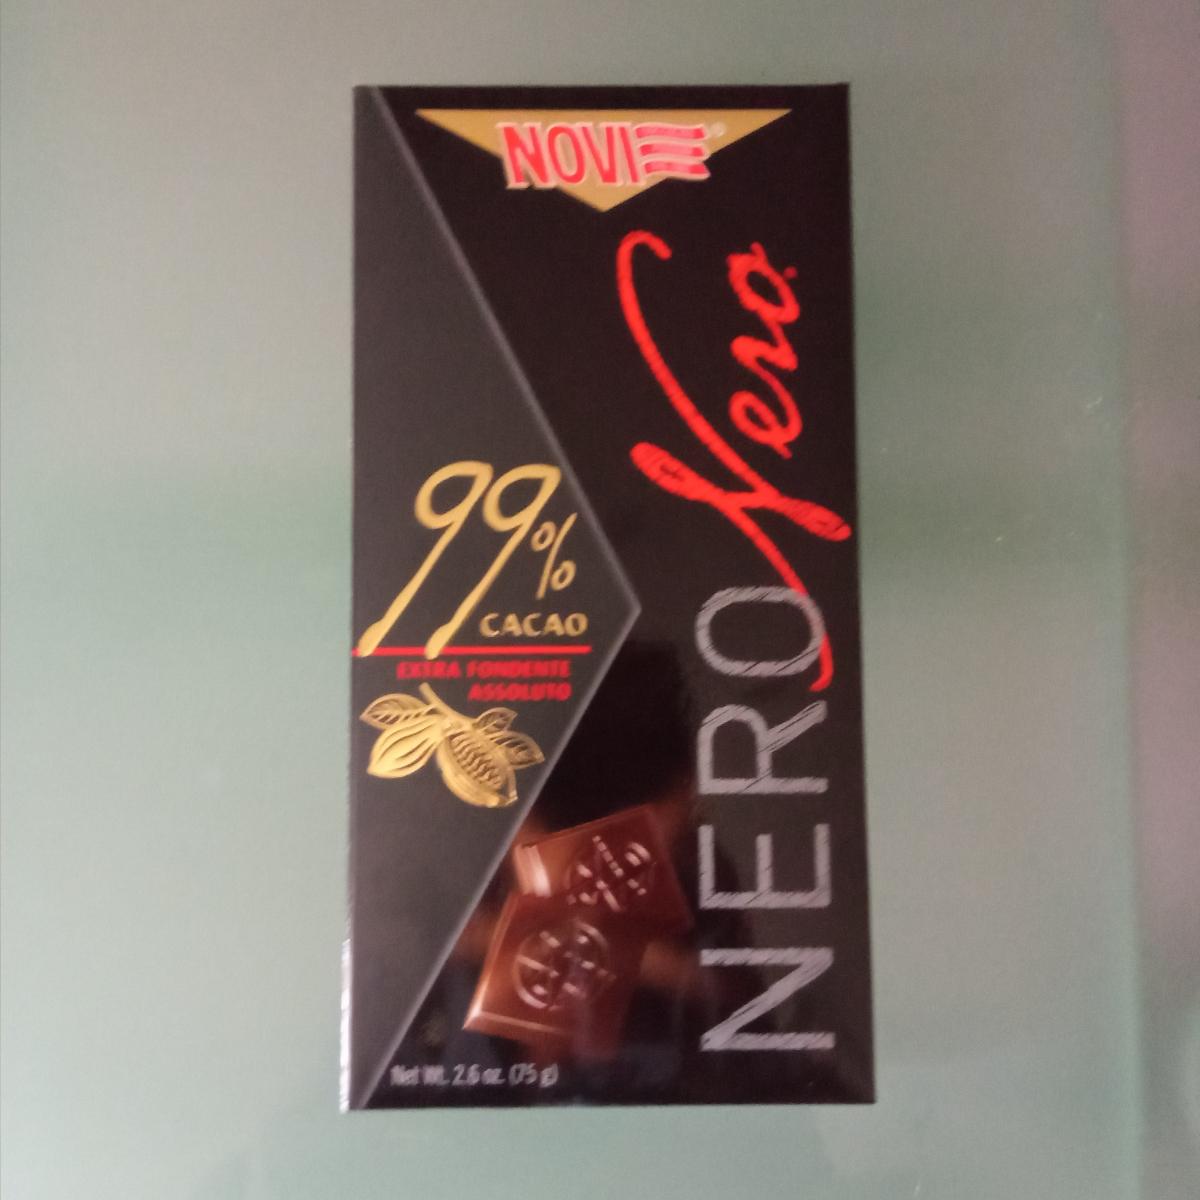 NOVI
NERO Nero
99%
CACAO
EXTRA FONDENTE
ASSOLUTO
Net Wt. 2.6 oz. (75 g)